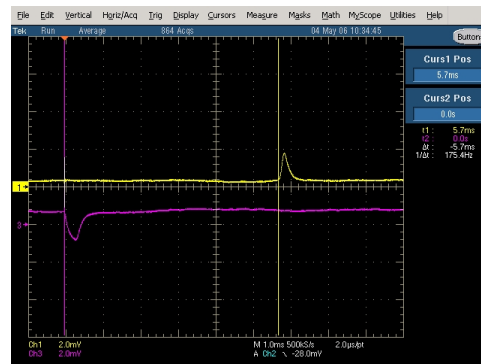 File Edit Vertical Horiz/Acq Trig Display Cursors Measure Masks Math MyScope Utilities Help
Tek Run Average 864 Acqs 04 May 06 10:34:45
Button
Curs1 Pos
5.7ms
Curs2 Pos
0.0s
t1 : 5.7ms
t2 : 0.0s
Δt : -5.7ms
1/Δt : 175.4Hz
1
3
Ch1 2.0mV M 1.0ms 500kS/s 2.0µs/pt
Ch3 2.0mV A Ch2 -28.0mV